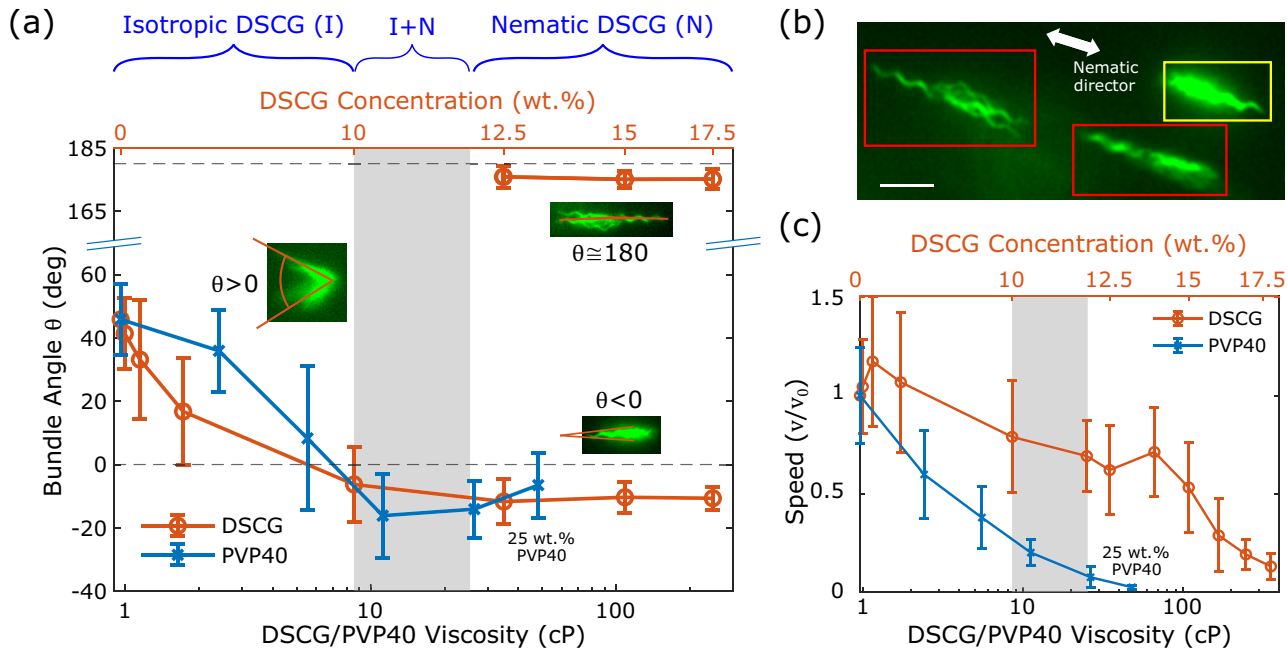 (a)
Isotropic DSCG (I)
I+N
Nematic DSCG (N)
DSCG Concentration (wt.%)
0
10
12.5
15
17.5
185
165
60
40
20
0
-20
-40
Bundle Angle θ (deg)
θ>0
θ≅180
θ<0
DSCG
PVP40
25 wt.%
PVP40
1
10
100
DSCG/PVP40 Viscosity (cP)
(b)
Nematic
director
(c)
DSCG Concentration (wt.%)
0
10
12.5
15
17.5
1.5
1
0.5
0
Speed (v/v₀)
DSCG
PVP40
25 wt.%
PVP40
1
10
100
DSCG/PVP40 Viscosity (cP)